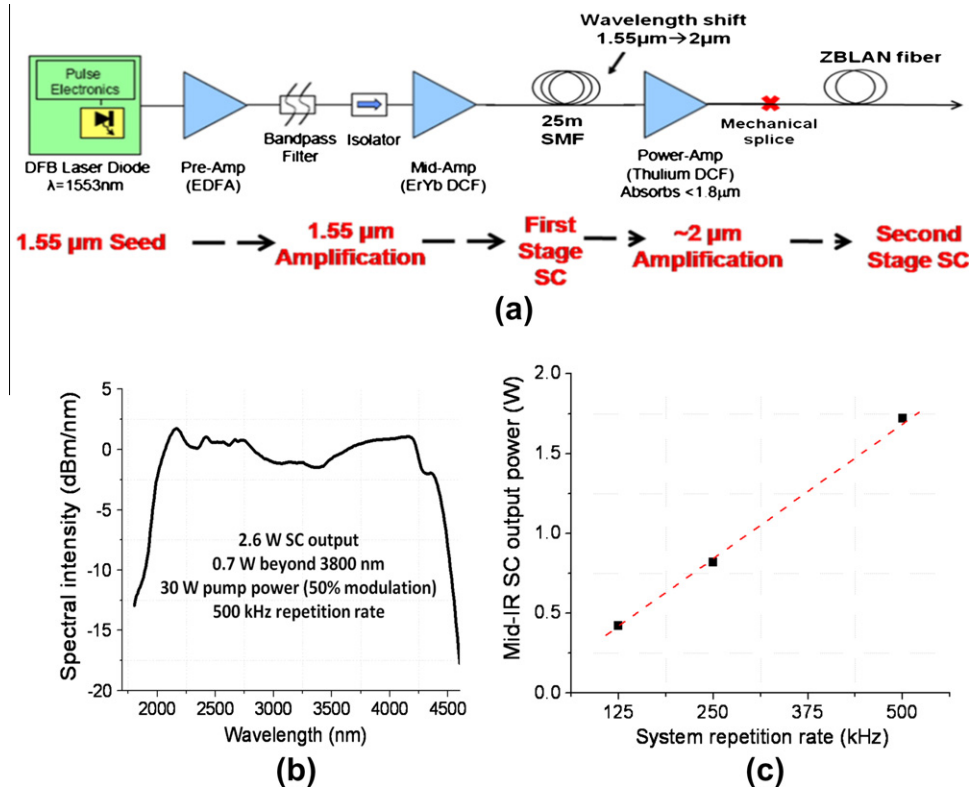 Wavelength shift
1.55µm→2µm
ZBLAN fiber
Pulse
Electronics
25m
SMF
Mechanical
splice
Bandpass
Filter
Isolator
DFB Laser Diode
λ=1553nm
Pre-Amp
(EDFA)
Mid-Amp
(ErYb DCF)
Power-Amp
(Thulium DCF)
Absorbs <1.8µm
1.55 µm Seed
1.55 µm
Amplification
First
Stage
SC
~2 µm
Amplification
Second
Stage SC
(a)
Spectral intensity (dBm/nm)
5
0
-5
-10
-15
-20
2.6 W SC output
0.7 W beyond 3800 nm
30 W pump power (50% modulation)
500 kHz repetition rate
2000 2500 3000 3500 4000 4500
Wavelength (nm)
(b)
Mid-IR SC output power (W)
2.0
1.5
1.0
0.5
0.0
125 250 375 500
System repetition rate (kHz)
(c)